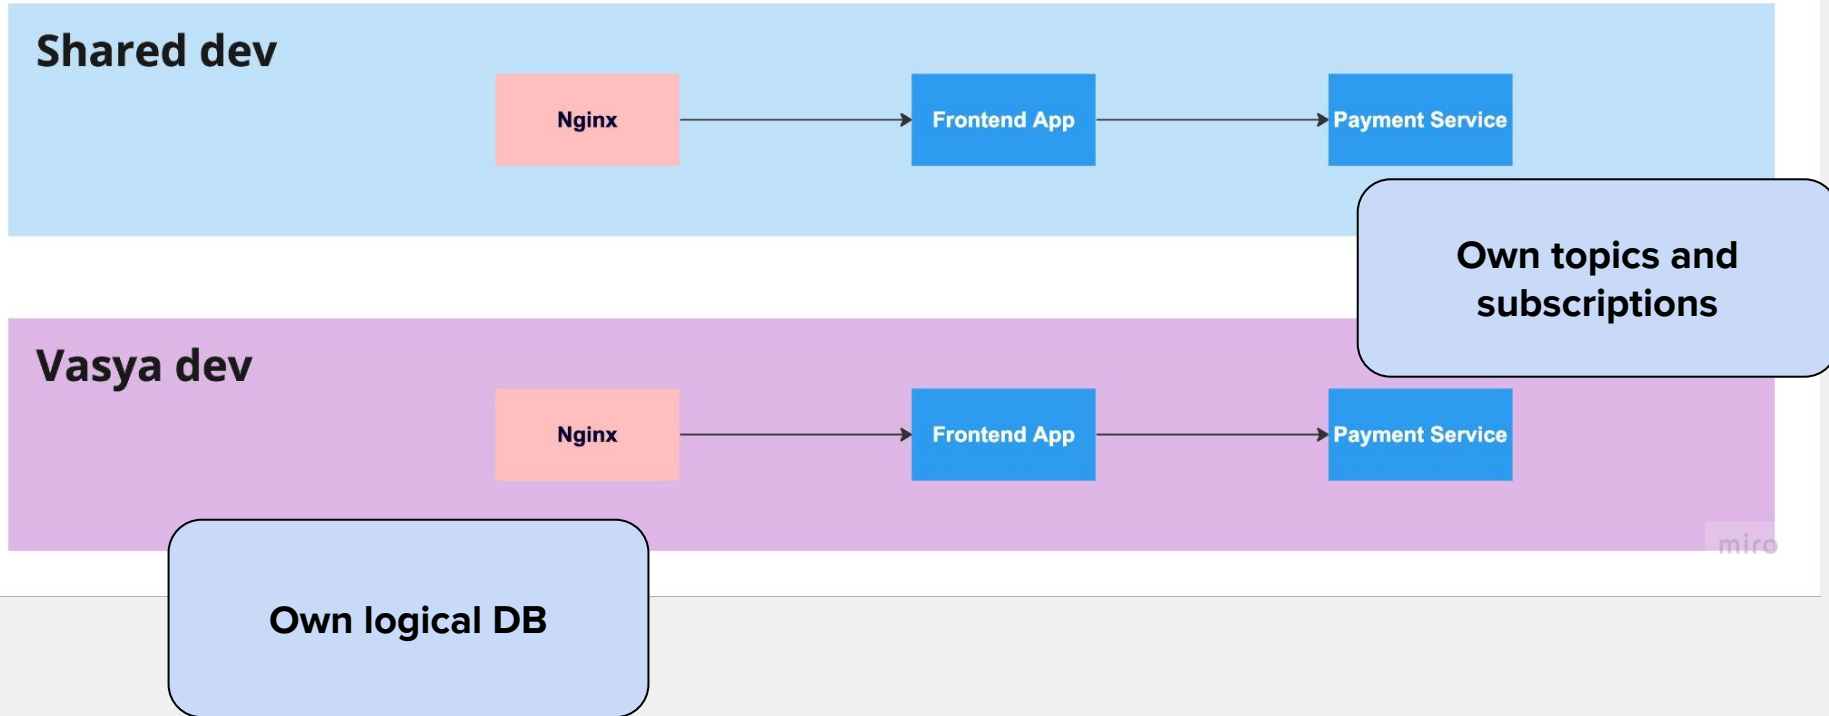 Shared dev
Nginx
Frontend App
Payment Service
Own topics and
subscriptions
Vasya dev
Nginx
Frontend App
Payment Service
miro
Own logical DB